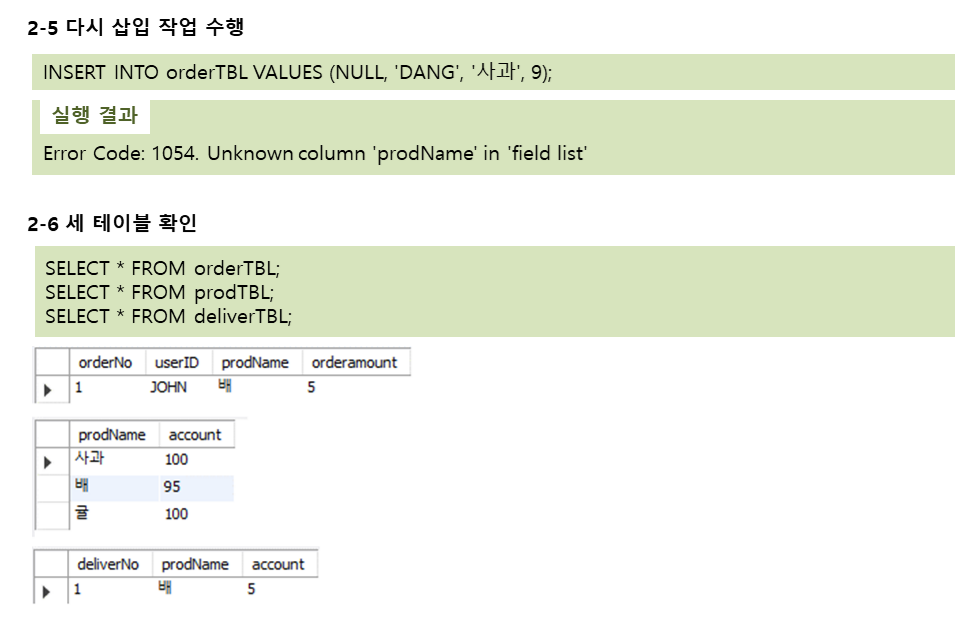 2-5 다시 삽입 작업 수행
INSERT INTO orderTBL VALUES (NULL, 'DANG', '사과', 9);
실행 결과
Error Code: 1054. Unknown column 'prodName' in 'field list'
2-6 세 테이블 확인
SELECT * FROM orderTBL;
SELECT * FROM prodTBL;
SELECT * FROM deliverTBL;
orderNo userID prodName orderamount
1 JOHN 배 5
prodName account
사과 100
배 95
귤 100
deliverNo prodName account
1 배 5